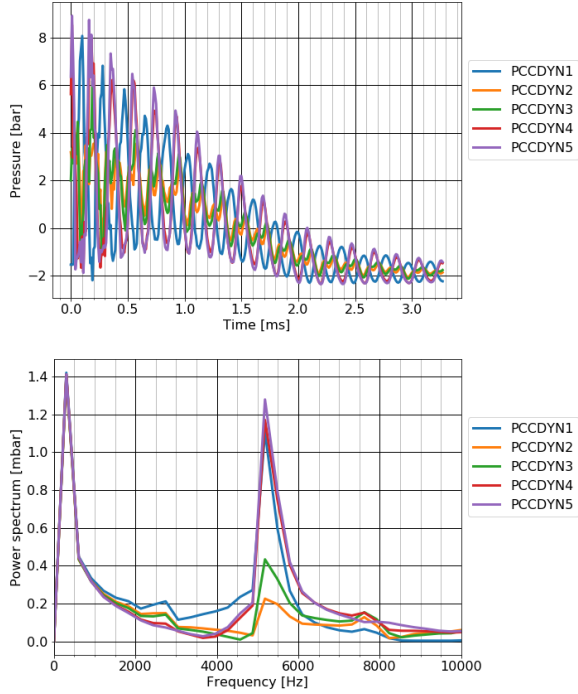 8
6
4
2
0
−2
Pressure [bar]
0.0 0.5 1.0 1.5 2.0 2.5 3.0
Time [ms]
PCCDYN1
PCCDYN2
PCCDYN3
PCCDYN4
PCCDYN5
1.4
1.2
1.0
0.8
0.6
0.4
0.2
0.0
Power spectrum [mbar]
0 2000 4000 6000 8000 10000
Frequency [Hz]
PCCDYN1
PCCDYN2
PCCDYN3
PCCDYN4
PCCDYN5